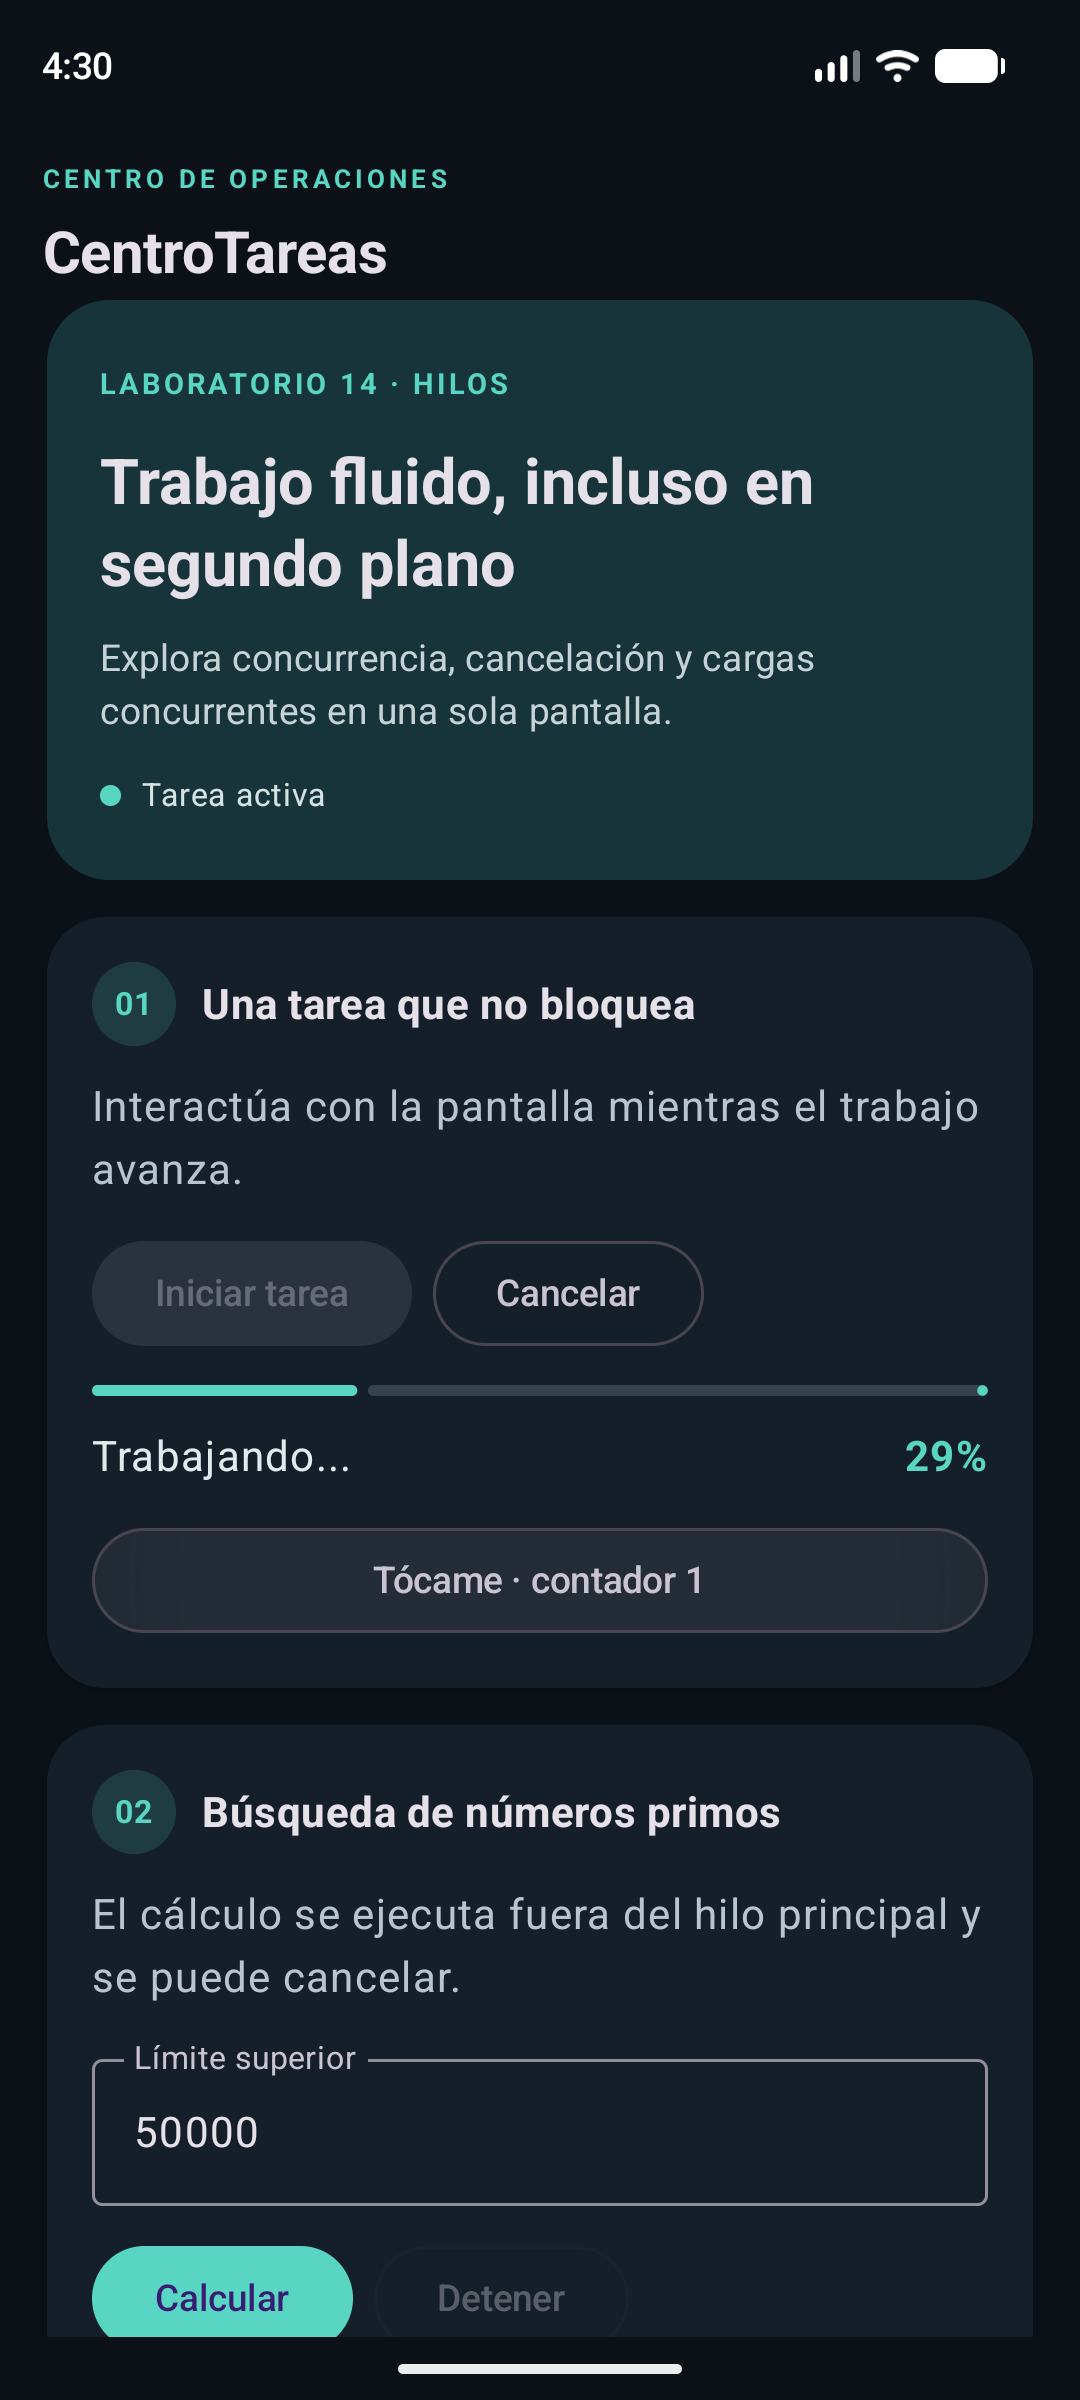 4:30
CENTRO DE OPERACIONES
CentroTareas
LABORATORIO 14 · HILOS
Trabajo fluido, incluso en
segundo plano
Explora concurrencia, cancelación y cargas
concurrentes en una sola pantalla.
Tarea activa
01
Una tarea que no bloquea
Interactúa con la pantalla mientras el trabajo
avanza.
Iniciar tarea
Cancelar
Trabajando...
29%
Tócame · contador 1
02
Búsqueda de números primos
El cálculo se ejecuta fuera del hilo principal y
se puede cancelar.
Límite superior
50000
Calcular
Detener